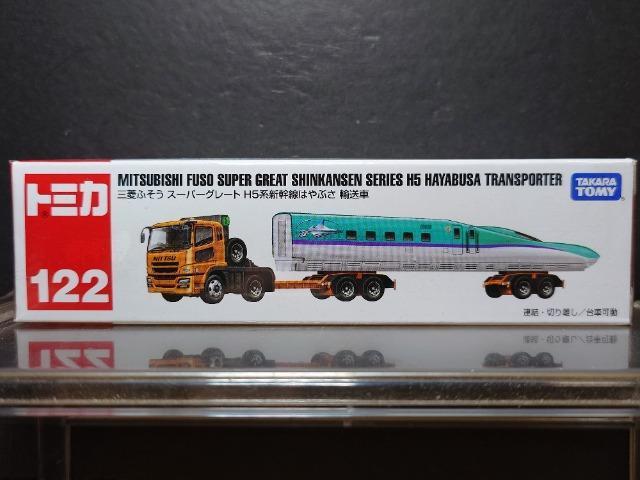 トミカ
122
MITSUBISHI FUSO SUPER GREAT SHINKANSEN SERIES H5 HAYABUSA TRANSPORTER
三菱ふそう スーパーグレート H5系新幹線はやぶさ 輸送車
TAKARA
TOMY
NITTSU
連結・切り離し／台車可動